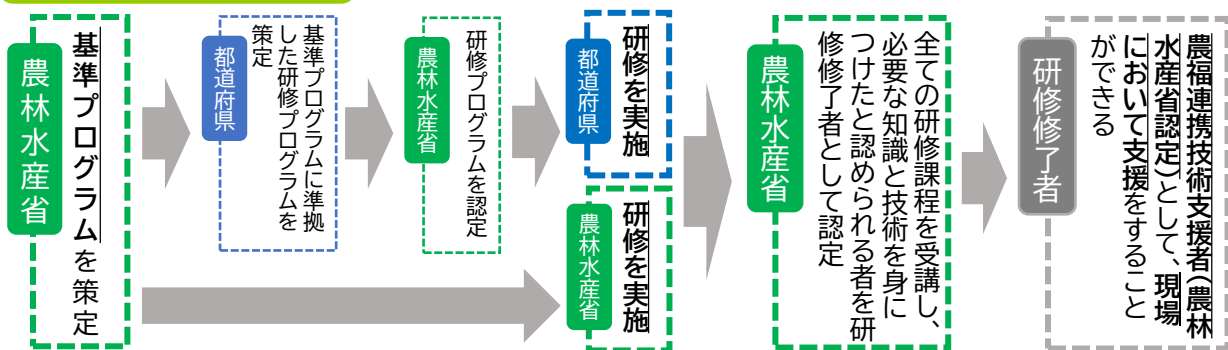 農林水産省
基準プログラムを策定
都道府県
基準プログラムに準拠
した研修プログラムを
策定
農林水産省
研修プログラムを認定
都道府県
研修を実施
農林水産省
研修を実施
農林水産省
全ての研修課程を受講し、
必要な知識と技術を身に
つけたと認められる者を研
修修了者として認定
研修修了者
農福連携技術支援者(農林
水産省認定)として、現場
において支援をすること
ができる